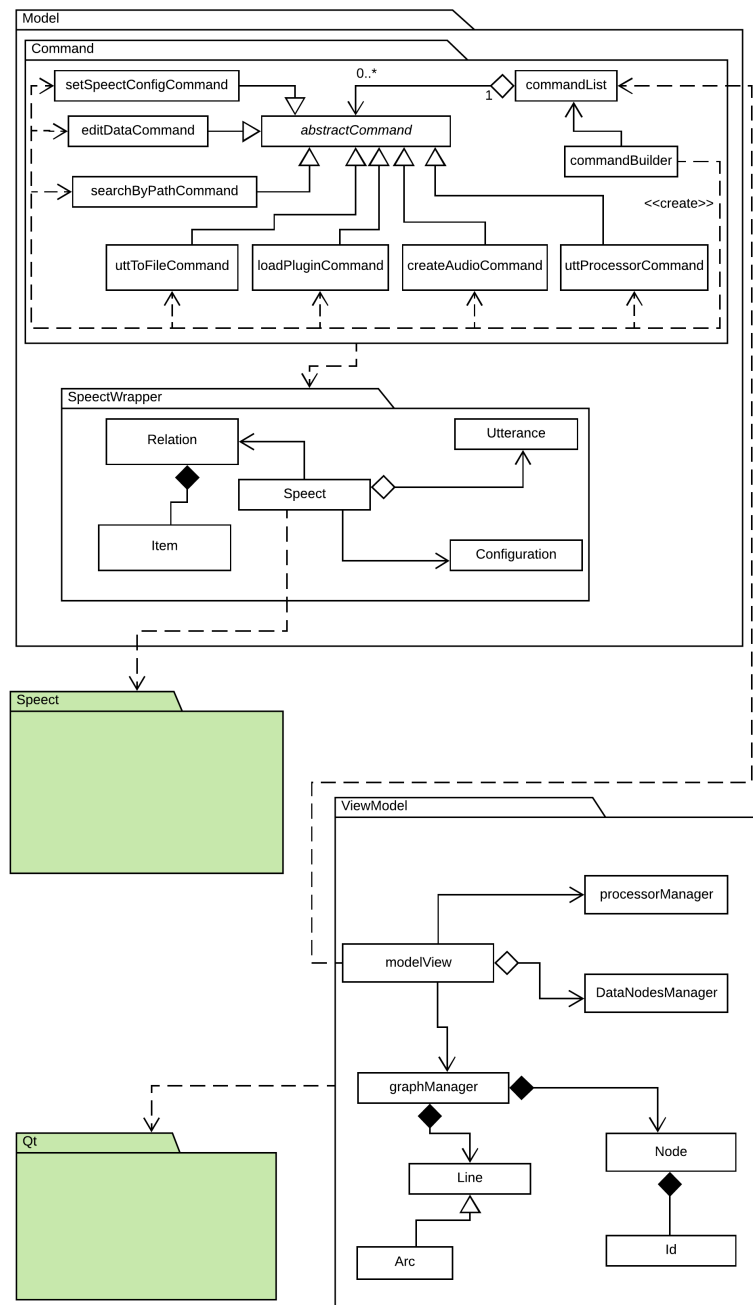 Model
Command
setSpeectConfigCommand
0..*
1
commandList
editDataCommand
abstractCommand
commandBuilder
searchByPathCommand
<<create>>
uttToFileCommand
loadPluginCommand
createAudioCommand
uttProcessorCommand
SpeectWrapper
Relation
Utterance
Speect
Item
Configuration
Speect
ViewModel
processorManager
modelView
DataNodesManager
graphManager
Qt
Node
Line
Id
Arc